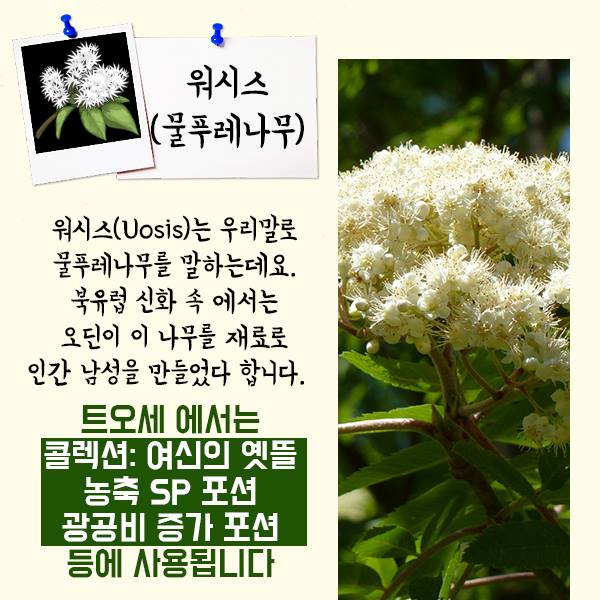 워시스
(물푸레나무)
워시스(Uosis)는 우리말로
물푸레나무를 말하는데요.
북유럽 신화 속 에서는
오딘이 이 나무를 재료로
인간 남성을 만들었다 합니다.
트오세 에서는
콜렉션: 여신의 옛뜰
농축 SP 포션
광공비 증가 포션
등에 사용됩니다